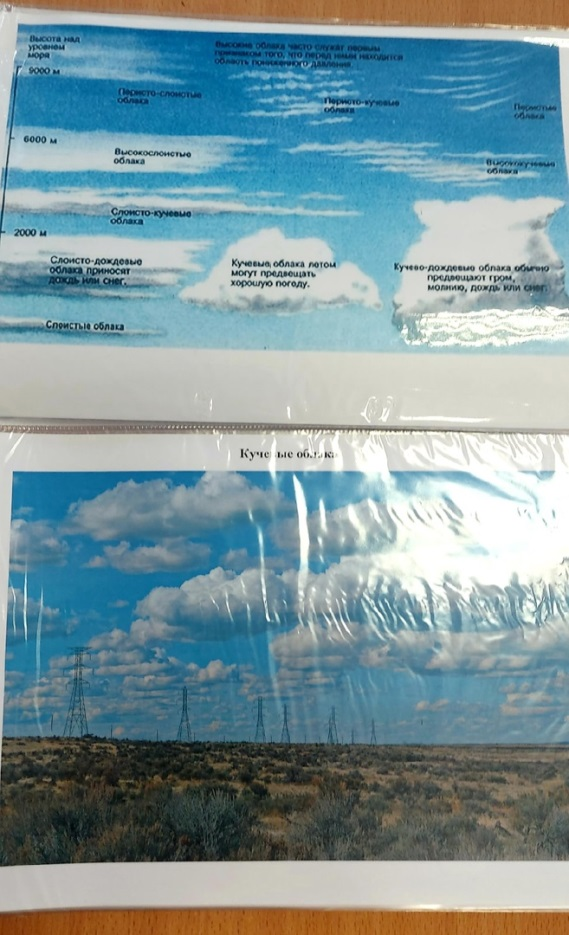 Высота над
уровнем
моря
9000 м
Высокие облака часто служат первым
признаком того, что перед ними находится
область пониженного давления.
Перисто-слоистые
облака
Перисто-кучевые
облака
Перистые
облака
6000 м
Высокослоистые
облака
Высококучевые
облака
Слоисто-кучевые
облака
2000 м
Слоисто-дождевые
облака приносят
дождь или снег.
Кучевые облака летом
могут предвещать
хорошую погоду.
Кучево-дождевые облака обычно
предвещают гром,
молнию, дождь или снег.
Слоистые облака
Кучевые облака